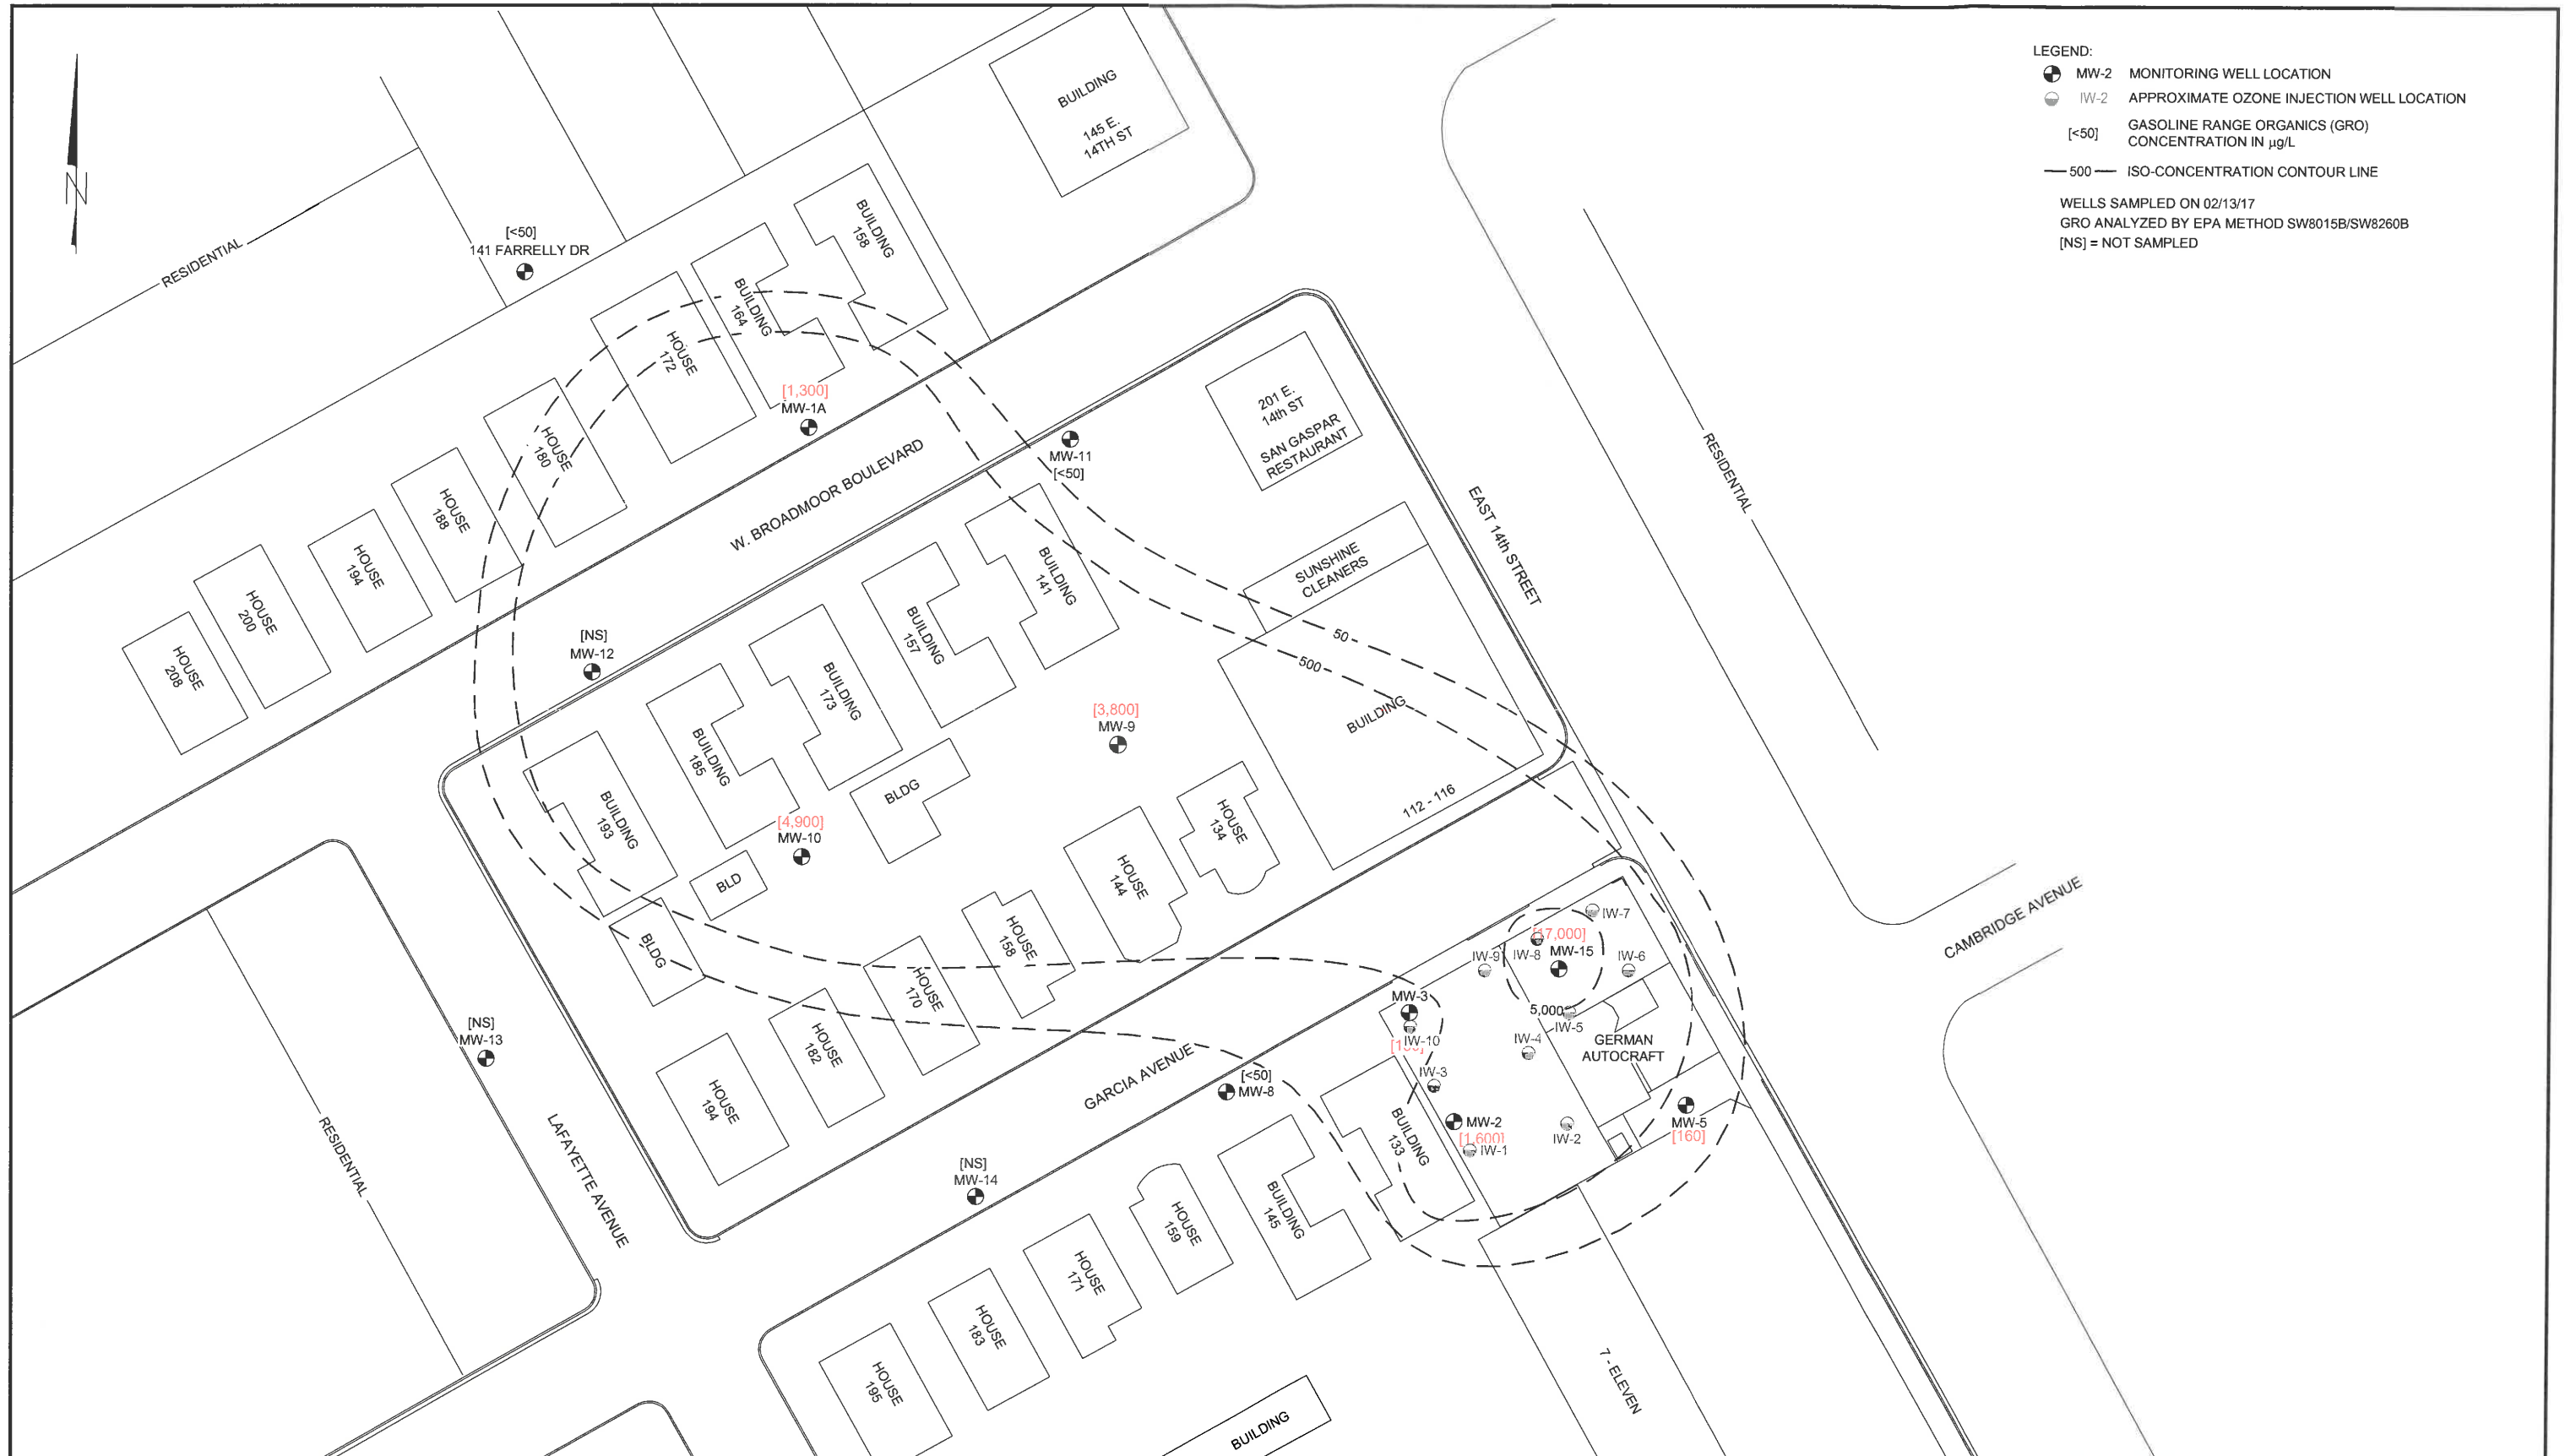 LEGEND:
MW-2 MONITORING WELL LOCATION
IW-2 APPROXIMATE OZONE INJECTION WELL LOCATION
[<50] GASOLINE RANGE ORGANICS (GRO)
CONCENTRATION IN µg/L
500 ISO-CONCENTRATION CONTOUR LINE
WELLS SAMPLED ON 02/13/17
GRO ANALYZED BY EPA METHOD SW8015B/SW8260B
[NS] = NOT SAMPLED
N
BUILDING
145 E.
14TH ST
RESIDENTIAL
[<50]
141 FARRELLY DR
BUILDING
158
BUILDING
164
HOUSE
172
HOUSE
180
HOUSE
188
HOUSE
194
HOUSE
200
HOUSE
208
[1,300]
MW-1A
W. BROADMOOR BOULEVARD
MW-11
[<50]
201 E.
14th ST
SAN GASPAR
RESTAURANT
EAST 14th STREET
RESIDENTIAL
SUNSHINE
CLEANERS
50
500
BUILDING
112 - 116
BUILDING
141
BUILDING
157
BUILDING
173
BUILDING
185
BUILDING
193
[NS]
MW-12
[3,800]
MW-9
[4,900]
MW-10
BLDG
BLD
BLDG
HOUSE
134
HOUSE
144
HOUSE
158
HOUSE
170
HOUSE
182
HOUSE
194
CAMBRIDGE AVENUE
IW-7
[17,000]
IW-9
IW-8
MW-15
IW-6
MW-3
5,000
IW-5
IW-10
IW-4
GERMAN
AUTOCRAFT
IW-3
MW-2
[1,600]
IW-1
IW-2
MW-5
[160]
[NS]
MW-13
GARCIA AVENUE
[<50]
MW-8
BUILDING
133
RESIDENTIAL
LAFAYETTE AVENUE
[NS]
MW-14
BUILDING
145
HOUSE
159
HOUSE
171
HOUSE
183
HOUSE
195
7 - ELEVEN
BUILDING